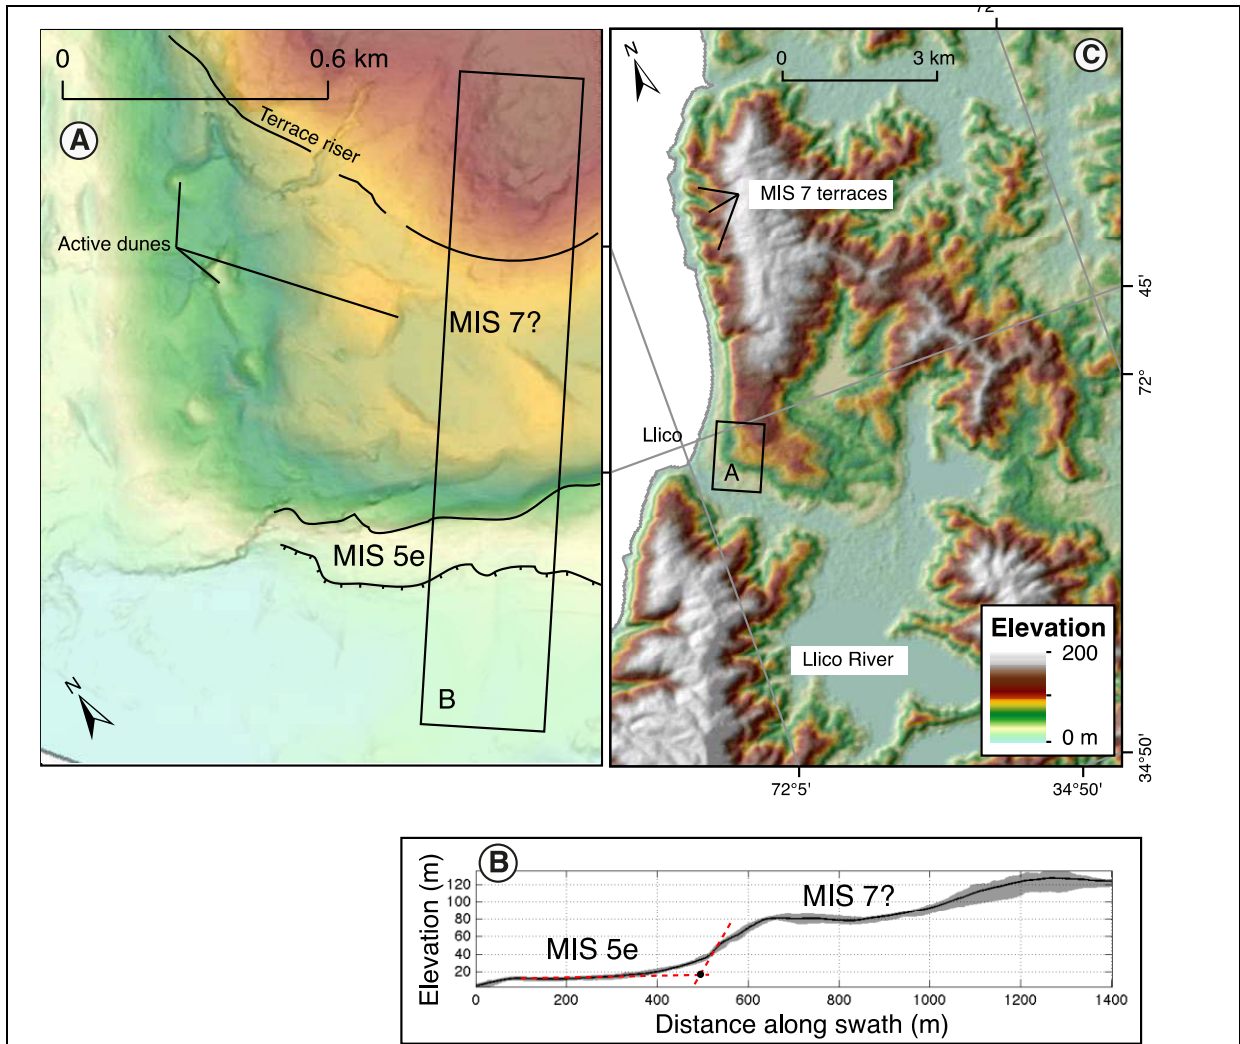 72
0
0.6 km
A
Terrace riser
Active dunes
MIS 7?
MIS 5e
N
B
N
0
3 km
C
MIS 7 terraces
45'
72°
Llico
A
Llico River
Elevation
200
0 m
72°5'
34°50'
34°50'
B
Elevation (m)
120
100
80
60
40
20
MIS 7?
MIS 5e
0
200
400
600
800
1000
1200
1400
Distance along swath (m)